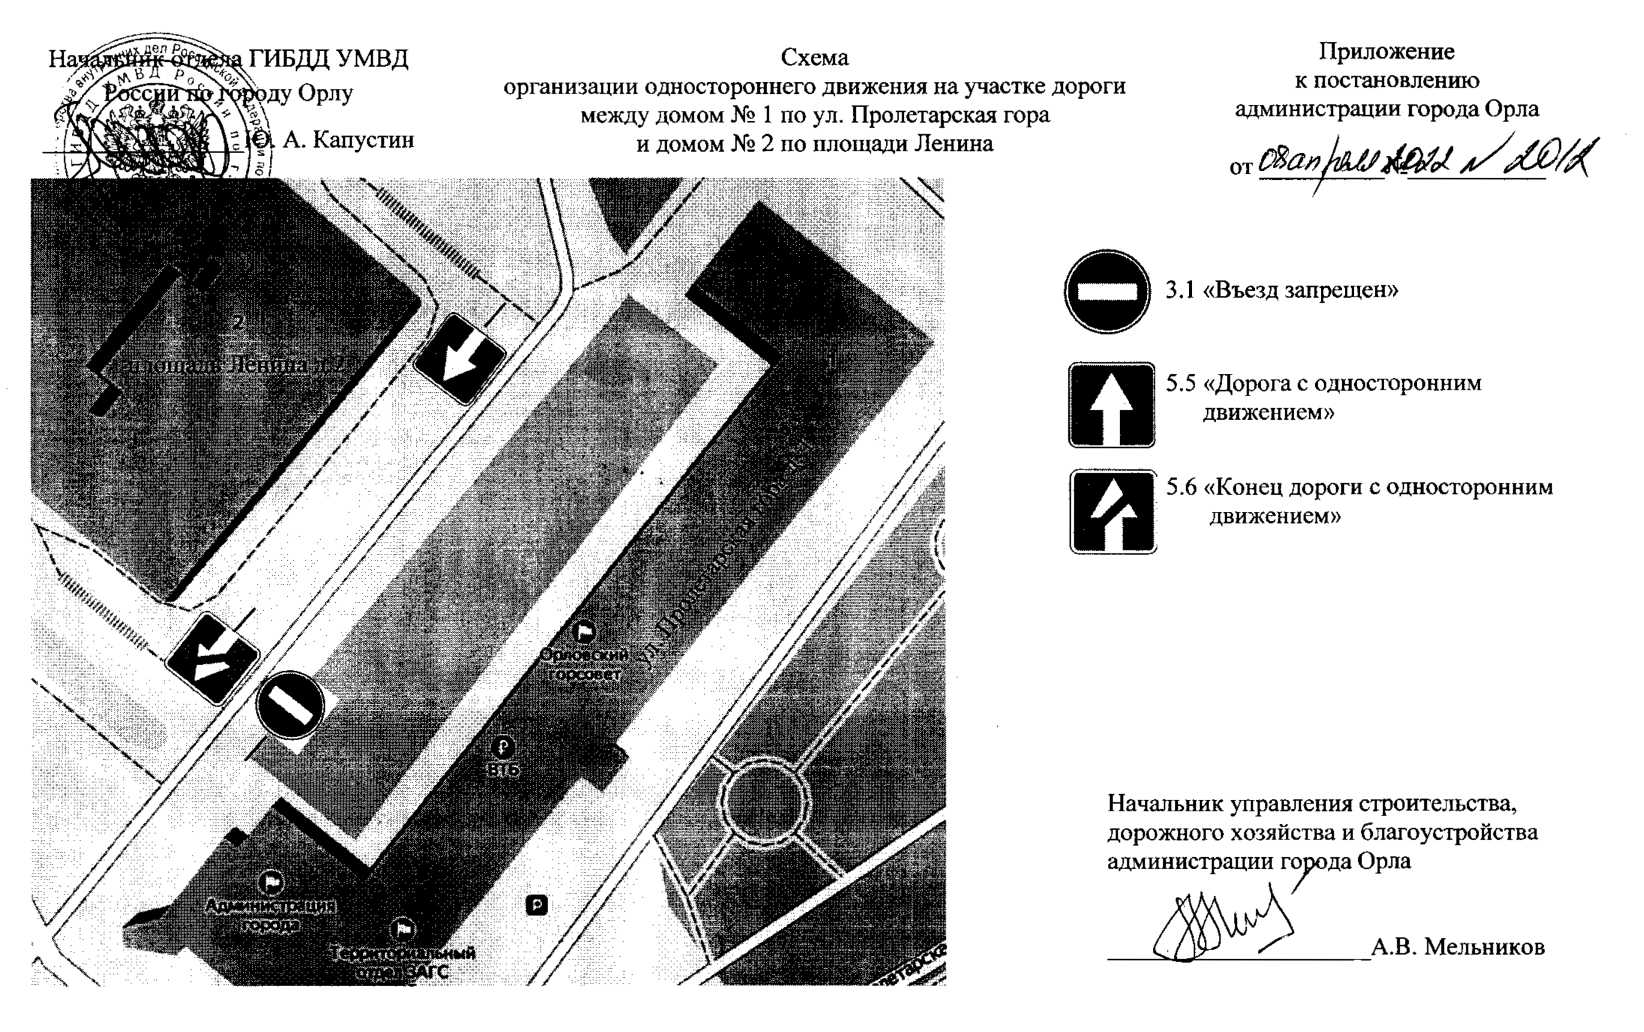 Начальник отдела ГИБДД УМВД
России по городу Орлу
Ю. А. Капустин
Схема
организации одностороннего движения на участке дороги
между домом № 1 по ул. Пролетарская гора
и домом № 2 по площади Ленина
Приложение
к постановлению
администрации города Орла
от 08 апреля 2022 № 2012
3.1 «Въезд запрещен»
5.5 «Дорога с односторонним
движением»
5.6 «Конец дороги с односторонним
движением»
2
площадь Ленина д.2
ул. Пролетарская гора
Орловский
горсовет
ВТБ
Администрация
города
P
Территориальный
отдел ЗАГС
Начальник управления строительства,
дорожного хозяйства и благоустройства
администрации города Орла
А.В. Мельников